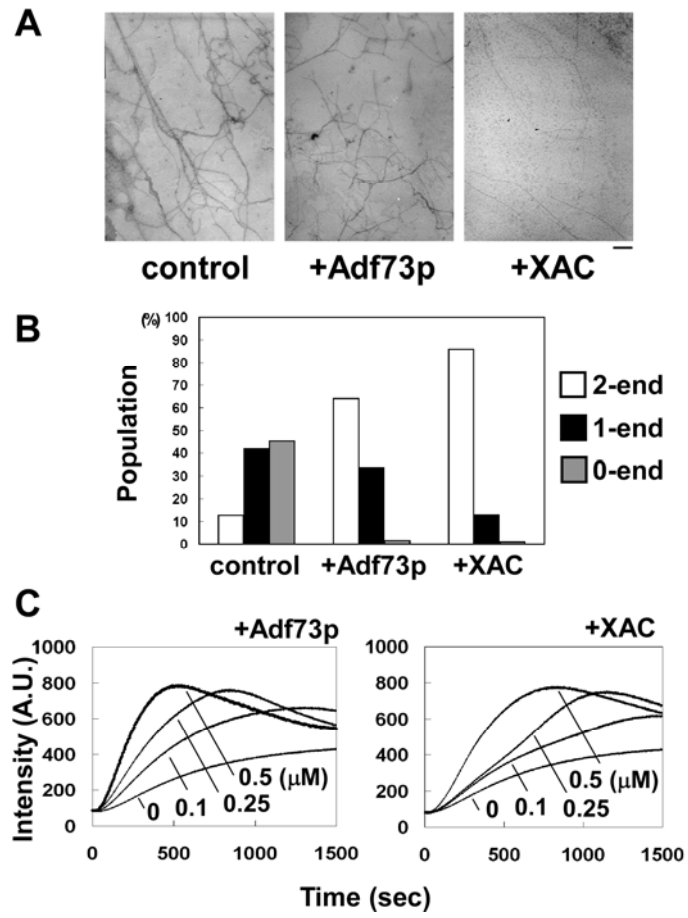 A
control
+Adf73p
+XAC
B
(%)
Population
100
90
80
70
60
50
40
30
20
10
0
control
+Adf73p
+XAC
2-end
1-end
0-end
C
+Adf73p
+XAC
Intensity (A.U.)
1000
800
600
400
200
0
0.5 (μM)
0.25
0.1
0
0
500
1000
1500
1000
800
600
400
200
0
0.5 (μM)
0.25
0.1
0
0
500
1000
1500
Time (sec)